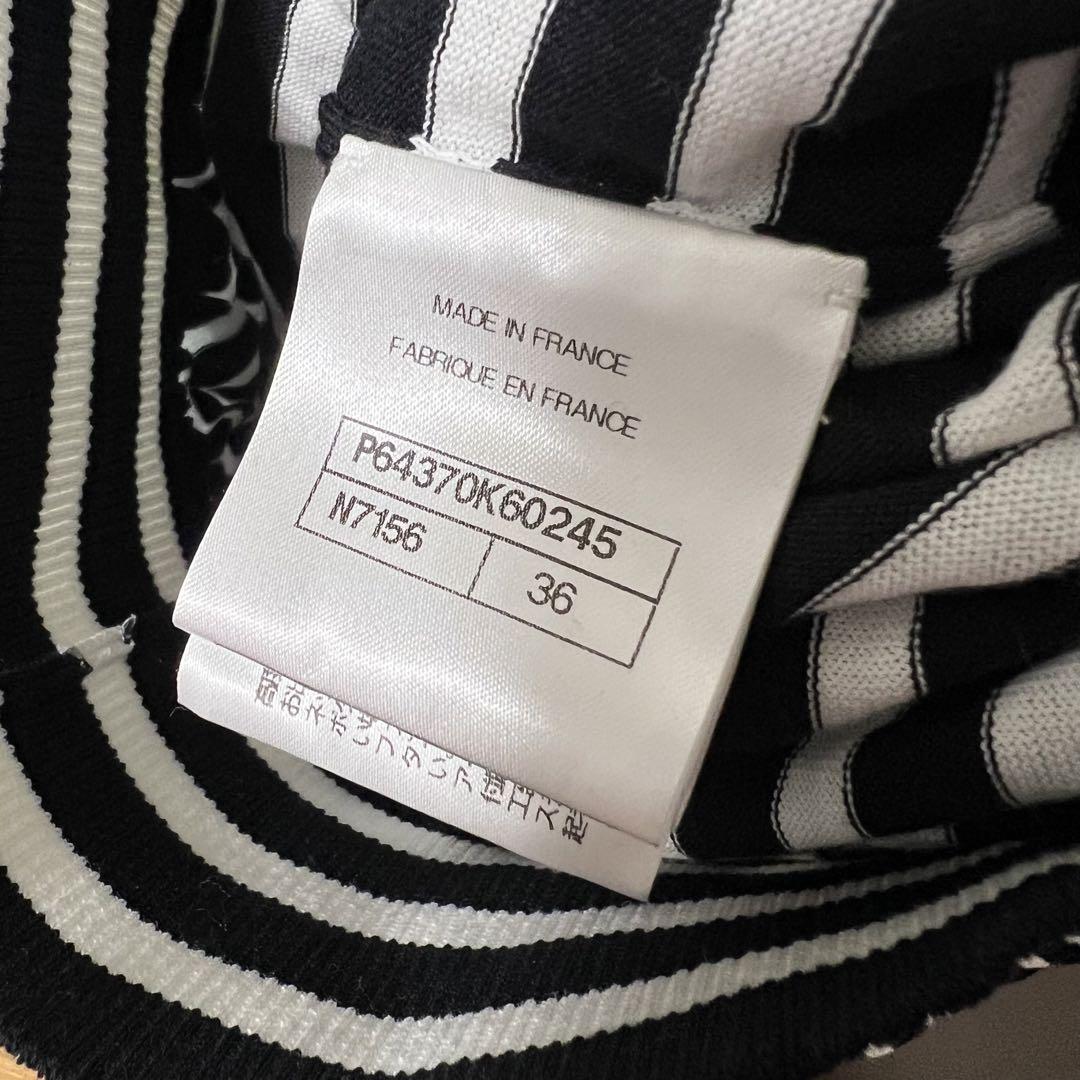 MADE IN FRANCE
FABRIQUE EN FRANCE
P64370K60245
N7156 36